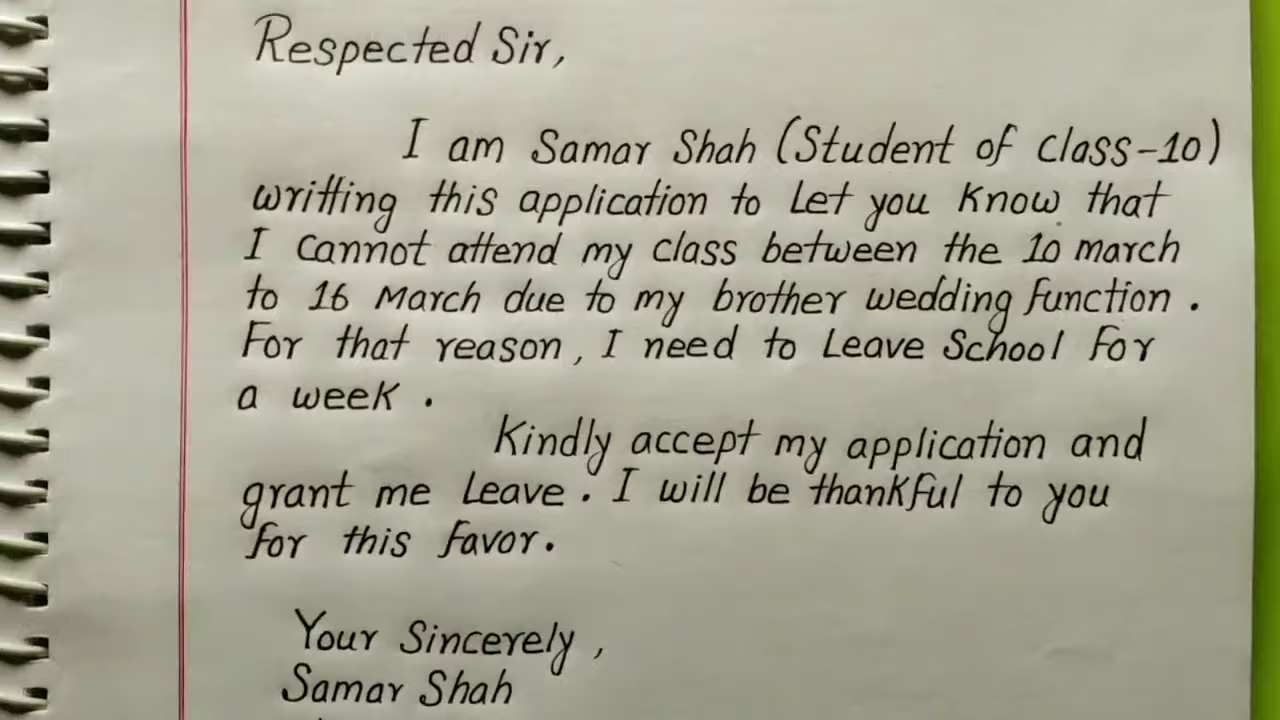 Respected Sir,
I am Samar Shah (Student of Class-10)
writting this application to Let you Know that
I cannot attend my class between the 10 march
to 16 March due to my brother wedding function.
For that reason, I need to Leave School For
a week.
Kindly accept my application and
grant me Leave. I will be thankful to you
for this favor.
Your Sincerely,
Samar Shah